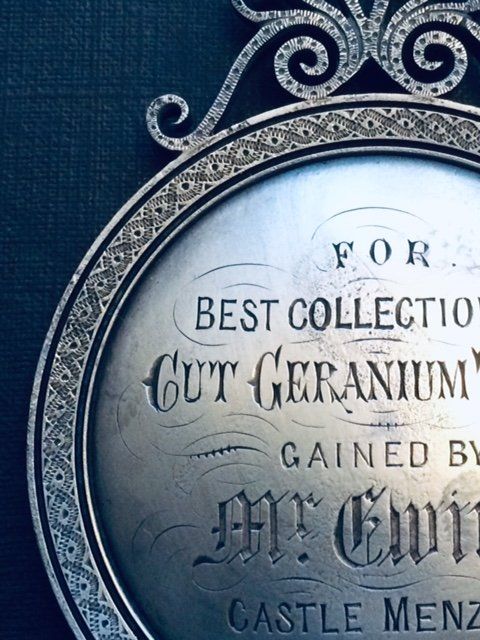 FOR.
BEST COLLECTIO
CUT GERANIUM'
GAINED BY
Mr. Ewi
CASTLE MENZ